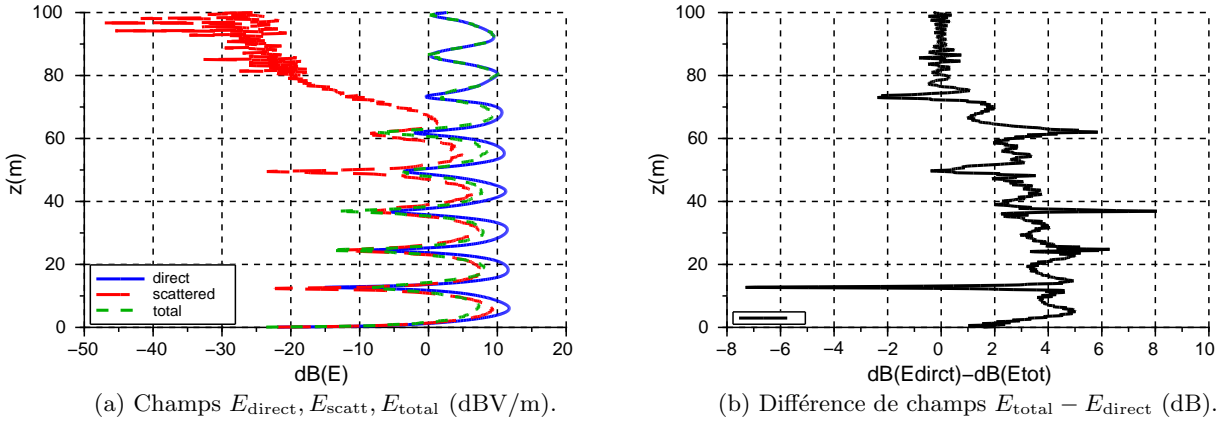 100
80
60
40
20
0
z(m)
−50 −40 −30 −20 −10 0 10 20
dB(E)
direct
scattered
total
(a) Champs E_direct, E_scatt, E_total (dBV/m).
100
80
60
40
20
0
z(m)
−8 −6 −4 −2 0 2 4 6 8 10
dB(Edirct)−dB(Etot)
(b) Différence de champs E_total − E_direct (dB).